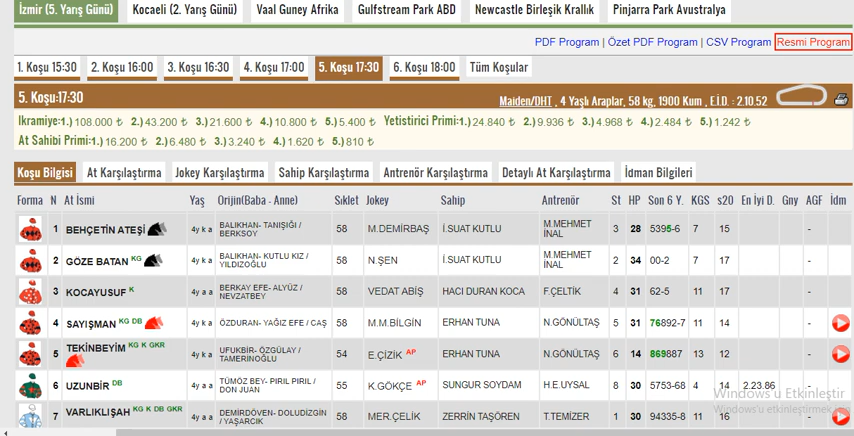 İzmir (5. Yarış Günü) Kocaeli (2. Yarış Günü) Vaal Guney Afrika Gulfstream Park ABD Newcastle Birleşik Krallık Pinjarra Park Avustralya
PDF Program | Özet PDF Program | CSV Program Resmi Program
1. Koşu 15:30 2. Koşu 16:00 3. Koşu 16:30 4. Koşu 17:00 5. Koşu 17:30 6. Koşu 18:00 Tüm Koşular
5. Koşu:17:30 Maiden/DHT , 4 Yaşlı Araplar, 58 kg, 1900 Kum , E.İ.D. : 2.10.52
Ikramiye:1.) 108.000 ₺ 2.) 43.200 ₺ 3.) 21.600 ₺ 4.) 10.800 ₺ 5.) 5.400 ₺ Yetistirici Primi:1.) 24.840 ₺ 2.) 9.936 ₺ 3.) 4.968 ₺ 4.) 2.484 ₺ 5.) 1.242 ₺
At Sahibi Primi:1.) 16.200 ₺ 2.) 6.480 ₺ 3.) 3.240 ₺ 4.) 1.620 ₺ 5.) 810 ₺
Koşu Bilgisi At Karşılaştırma Jokey Karşılaştırma Sahip Karşılaştırma Antrenör Karşılaştırma Detaylı At Karşılaştırma İdman Bilgileri
Forma N At İsmi Yaş Orijin(Baba - Anne) Sıklet Jokey Sahip Antrenör St HP Son 6 Y. KGS s20 En iyi D. Gny AGF İdm
1 BEHÇETİN ATEŞİ 4y k a BALIKHAN- TANIŞIĞI / BERKSOY 58 M.DEMİRBAŞ İ.SUAT KUTLU M.MEHMET İNAL 3 28 5395-6 7 15 -
2 GÖZE BATAN KG 4y k a BALIKHAN- KUTLU KIZ / YILDIZOĞLU 58 N.ŞEN İ.SUAT KUTLU M.MEHMET İNAL 2 34 00-2 7 17 -
3 KOCAYUSUF K 4y a a BERKAY EFE- ALYÜZ / NEVZATBEY 58 VEDAT ABİŞ HACI DURAN KOCA F.ÇELTİK 4 31 62-5 8 17 -
4 SAYIŞMAN KG DB 4y k a ÖZDURAN- YAĞIZ EFE / CAŞ 58 M.M.BİLGİN ERHAN TUNA N.GÖNÜLTAŞ 5 31 76892-7 11 14 -
5 TEKİNBEYİM KG K GKR 4y k a UFUKBİR- ÖZGÜLAY / TAMERİNOĞLU 54 E.ÇİZİK AP ERHAN TUNA N.GÖNÜLTAŞ 6 14 869887 13 12 -
6 UZUNBİR DB 4y a a TÜMÖZ BEY- PIRIL PIRIL / DON JUAN 55 K.GÖKÇE AP SUNGUR SOYDAM H.E.UYSAL 8 30 5753-68 4 14 2.23.86 -
7 VARLIKLIŞAH KG K DB GKR 4y a a DEMİRDÖVEN- DOLUDİZGİN / YAŞARCIK 58 MER.ÇELİK ZERRİN TAŞÖREN T.TEMİZER 1 30 94335-8 11 16 -
Windows'u Etkinleştir
Windows'u etkinleştirmek